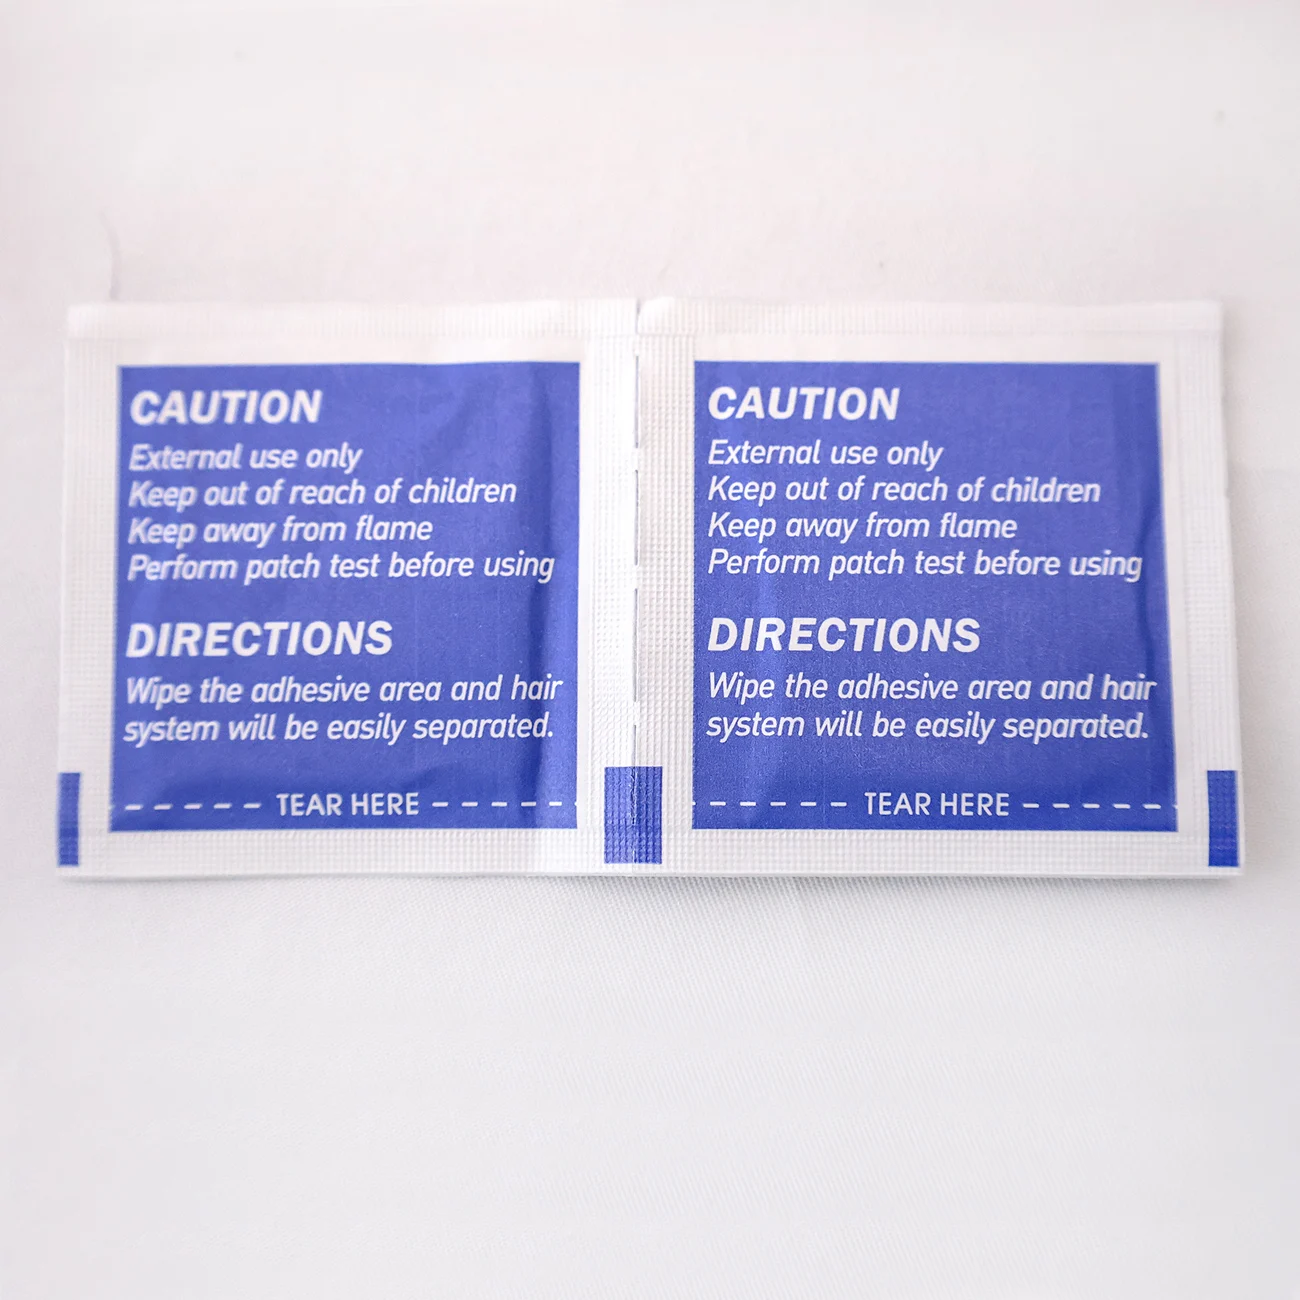 CAUTION
External use only
Keep out of reach of children
Keep away from flame
Perform patch test before using
DIRECTIONS
Wipe the adhesive area and hair
system will be easily separated.
TEAR HERE
CAUTION
External use only
Keep out of reach of children
Keep away from flame
Perform patch test before using
DIRECTIONS
Wipe the adhesive area and hair
system will be easily separated.
TEAR HERE